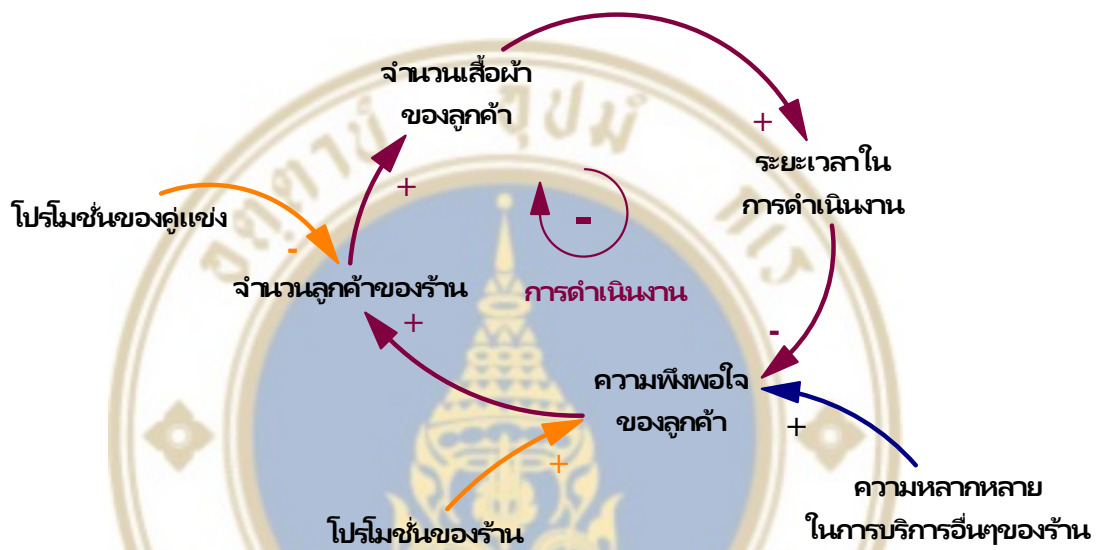 จำนวนเสื้อผ้า
ของลูกค้า
+
ระยะเวลาใน
การดำเนินงาน
+
โปรโมชั่นของคู่แข่ง
-
-
จำนวนลูกค้าของร้าน
การดำเนินงาน
+
-
ความพึงพอใจ
ของลูกค้า
+
+
ความหลากหลาย
ในการบริการอื่นๆของร้าน
โปรโมชั่นของร้าน